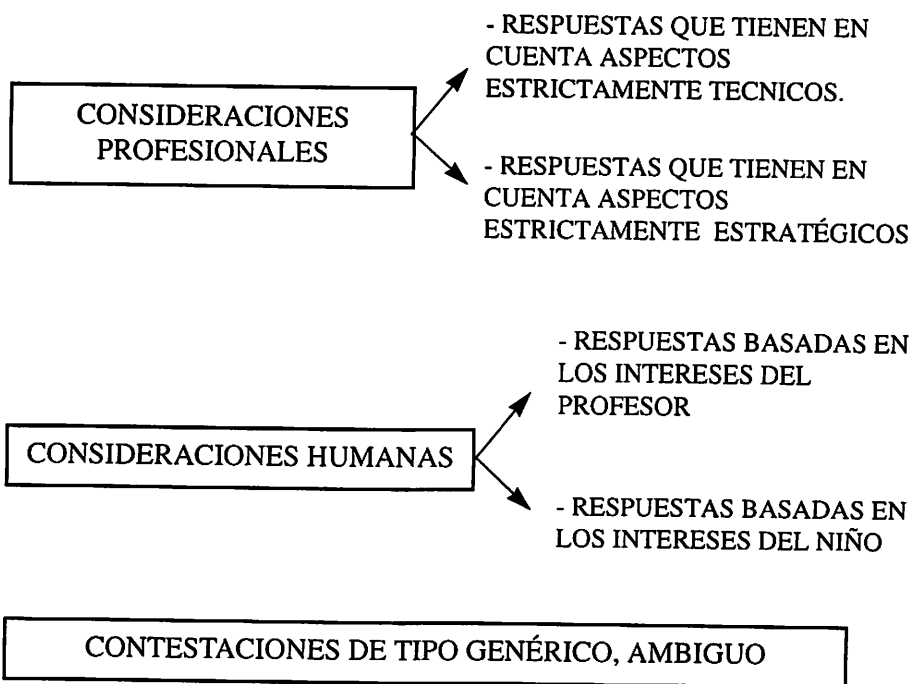 CONSIDERACIONES
PROFESIONALES
- RESPUESTAS QUE TIENEN EN
CUENTA ASPECTOS
ESTRICTAMENTE TECNICOS.
- RESPUESTAS QUE TIENEN EN
CUENTA ASPECTOS
ESTRICTAMENTE ESTRATÉGICOS
CONSIDERACIONES HUMANAS
- RESPUESTAS BASADAS EN
LOS INTERESES DEL
PROFESOR
- RESPUESTAS BASADAS EN
LOS INTERESES DEL NIÑO
CONTESTACIONES DE TIPO GENÉRICO, AMBIGUO